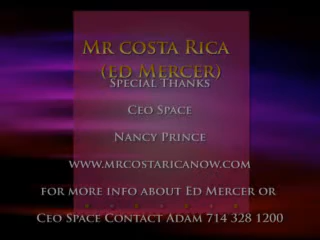 Mr costa Rica
(ed Mercer)
Special Thanks
Ceo Space
Nancy Prince
www.mrcostaricanow.com
for more info about Ed Mercer or
Ceo Space Contact Adam 714 328 1200